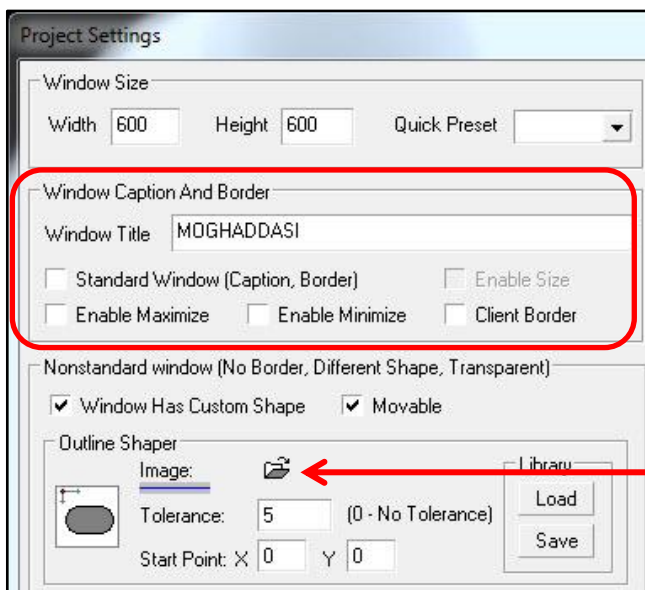 Project Settings
Window Size
Width 600 Height 600 Quick Preset
Window Caption And Border
Window Title MOGHADDASI
Standard Window (Caption, Border) Enable Size
Enable Maximize Enable Minimize Client Border
Nonstandard window (No Border, Different Shape, Transparent)
Window Has Custom Shape Movable
Outline Shaper
Image: Library
Load
Tolerance: 5 (0 - No Tolerance)
Save
Start Point: X 0 Y 0